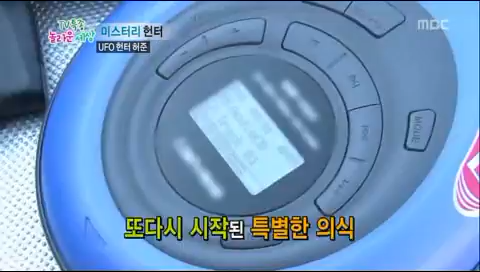 TV특종
놀라운 세상
미스터리 헌터
UFO 헌터 허준
MBC
MODE
또다시 시작된 특별한 의식